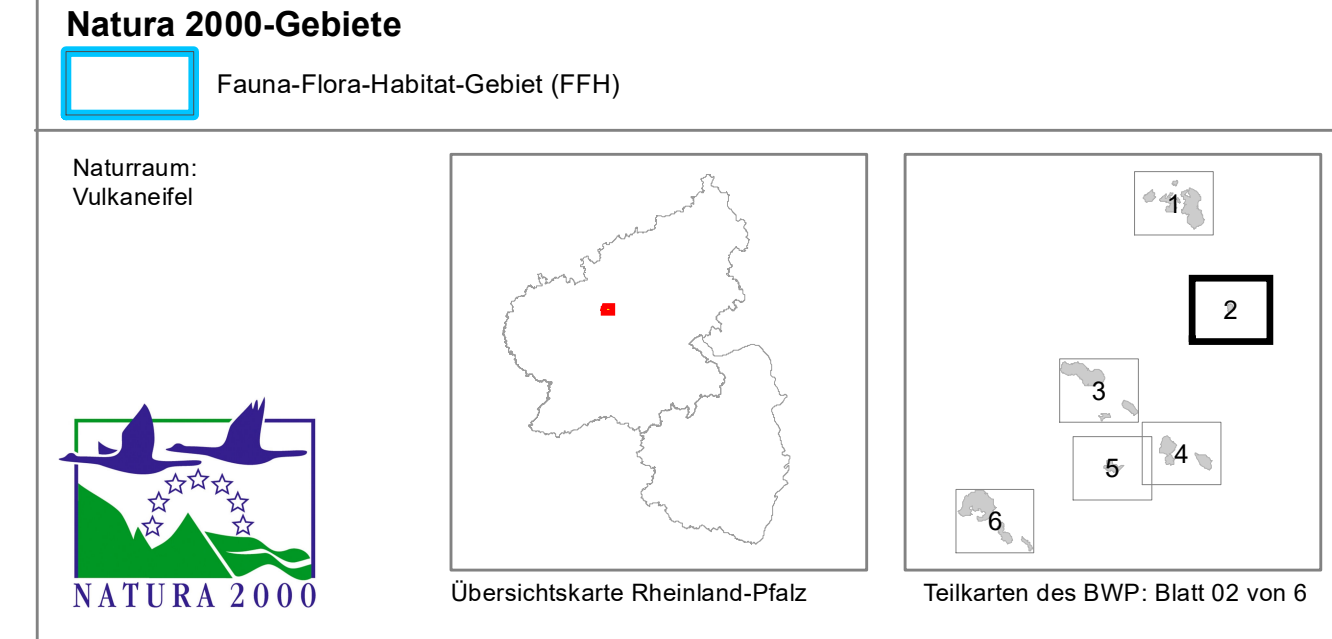 Natura 2000-Gebiete
Fauna-Flora-Habitat-Gebiet (FFH)
Naturraum:
Vulkaneifel
NATURA 2000
Übersichtskarte Rheinland-Pfalz
1
2
3
4
5
6
Teilkarten des BWP: Blatt 02 von 6